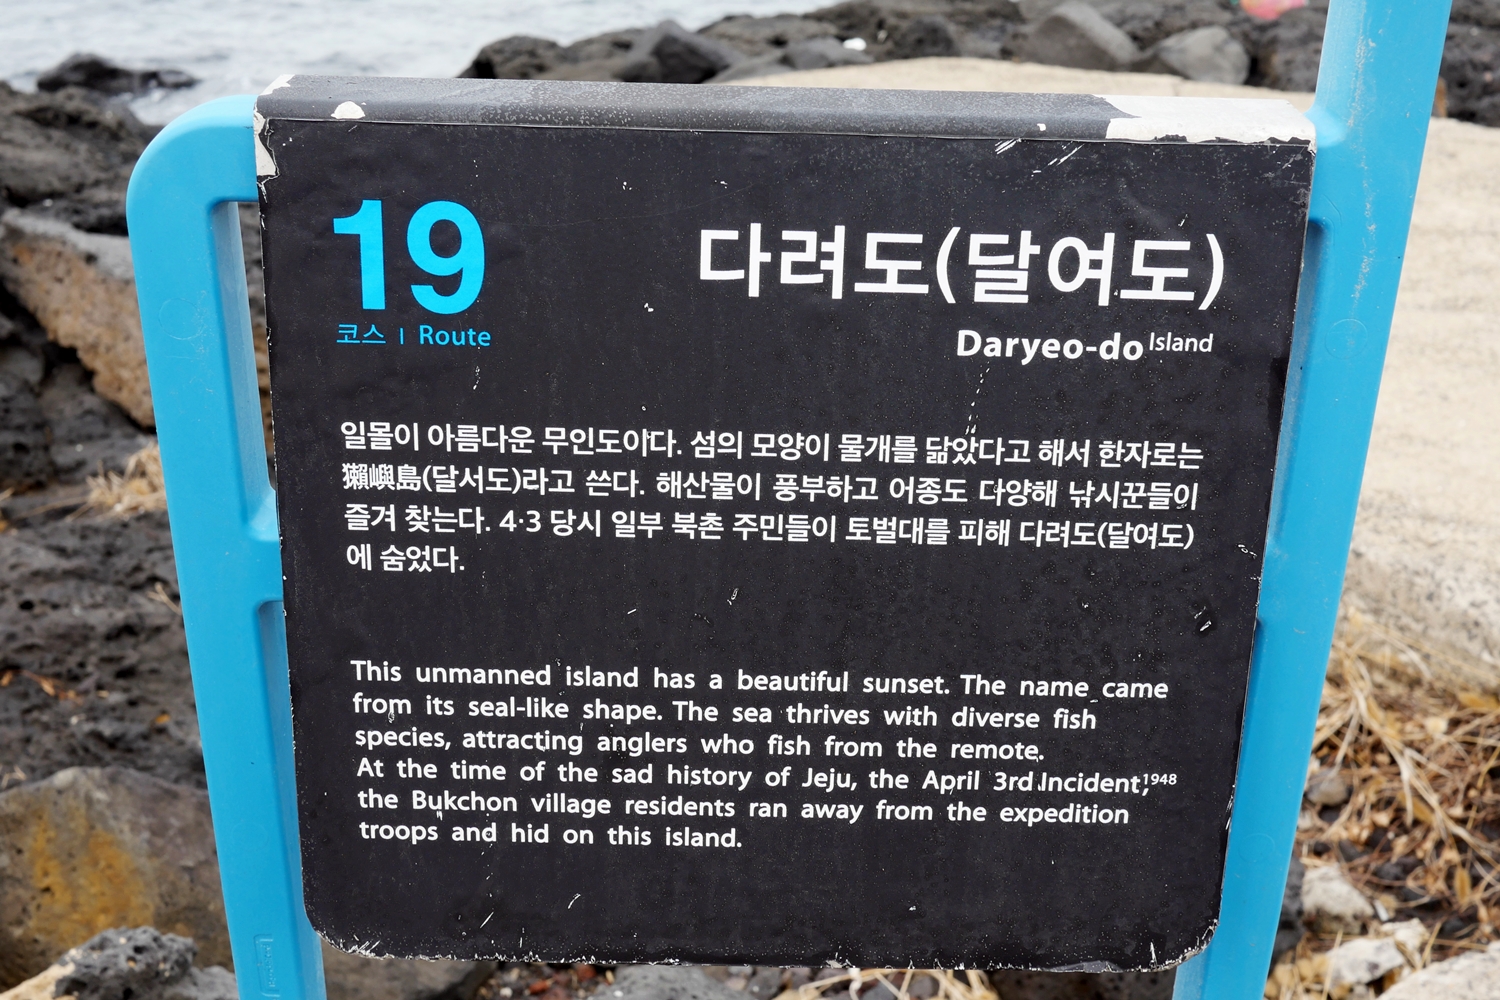 19
코스 | Route
다려도(달여도)
Daryeo-do Island
일몰이 아름다운 무인도이다. 섬의 모양이 물개를 닮았다고 해서 한자로는
獺嶼島(달서도)라고 쓴다. 해산물이 풍부하고 어종도 다양해 낚시꾼들이
즐겨 찾는다. 4·3 당시 일부 북촌 주민들이 토벌대를 피해 다려도(달여도)
에 숨었다.
This unmanned island has a beautiful sunset. The name came
from its seal-like shape. The sea thrives with diverse fish
species, attracting anglers who fish from the remote.
At the time of the sad history of Jeju, the April 3rd Incident,1948
the Bukchon village residents ran away from the expedition
troops and hid on this island.